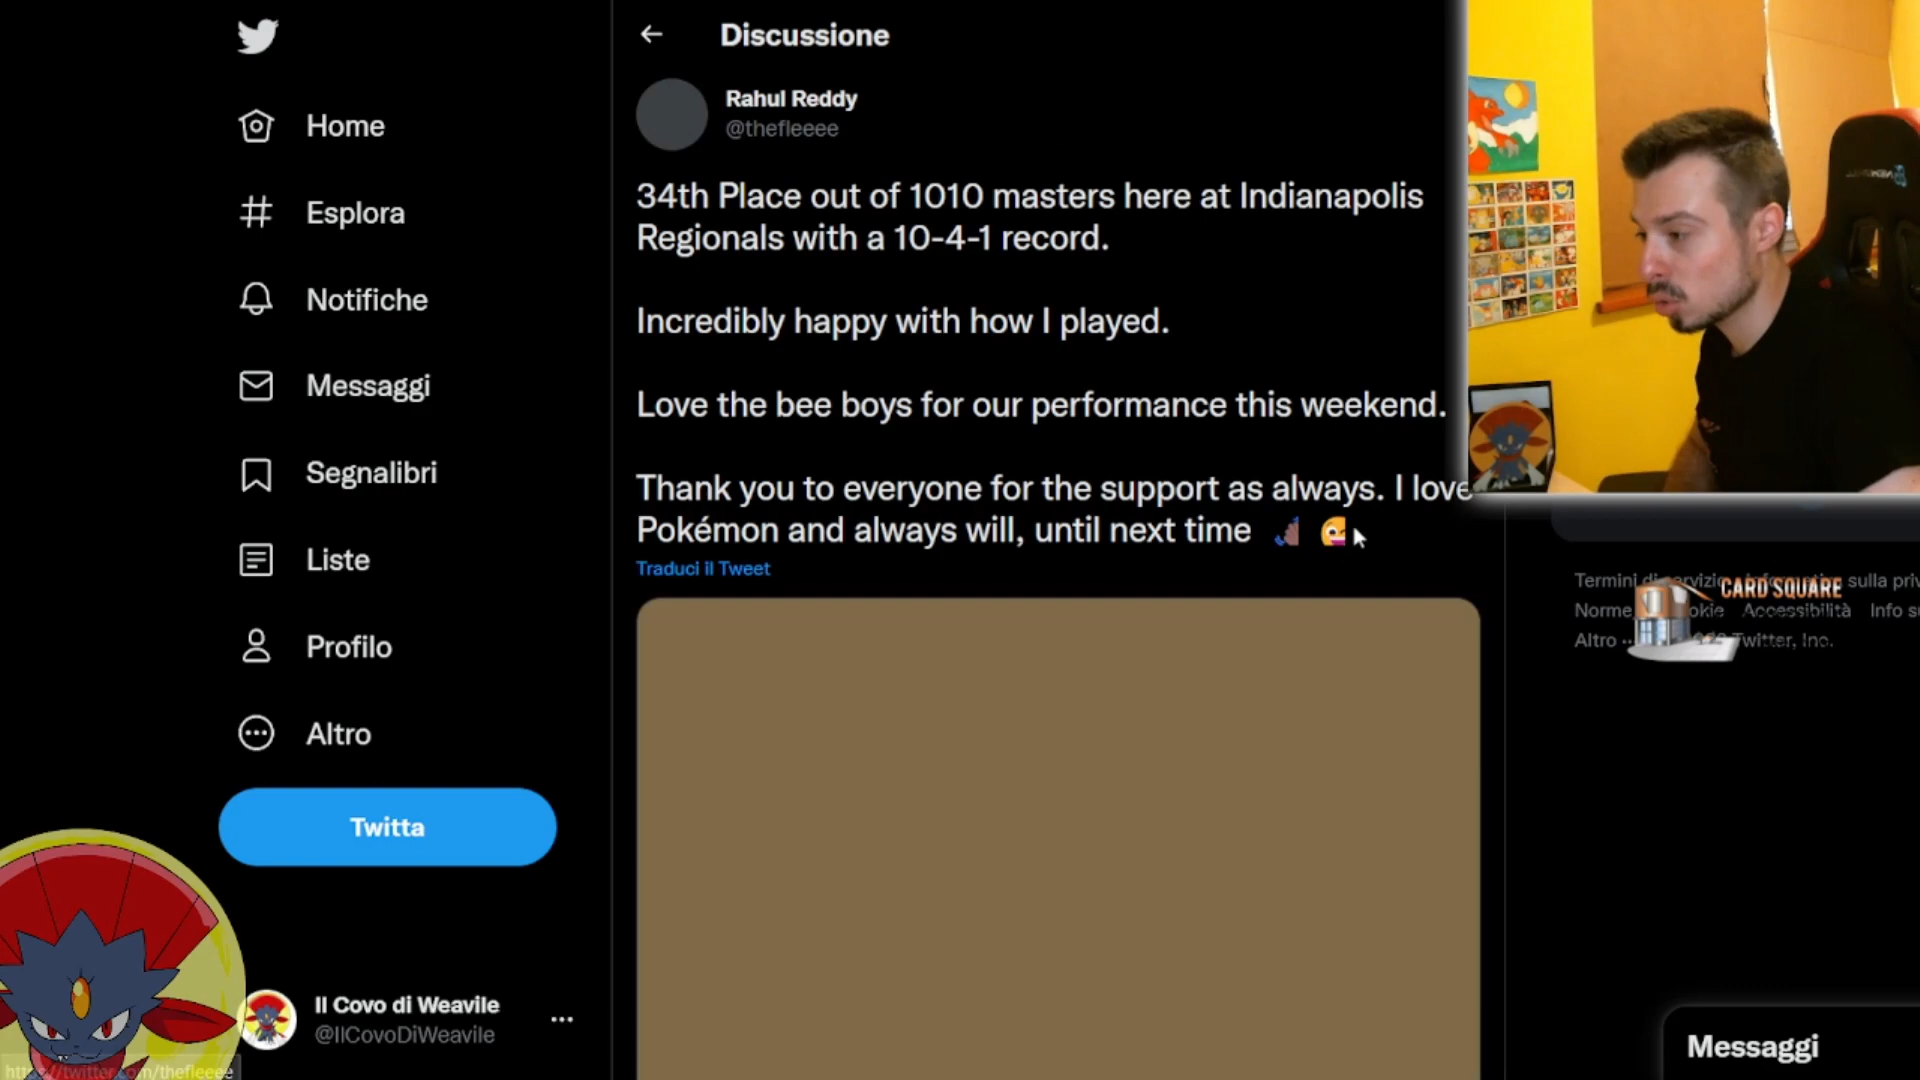 Discussione
Home
Esplora
Notifiche
Messaggi
Segnalibri
Liste
Profilo
Altro
Twitta
Il Covo di Weavile
@IlCovoDiWeavile
Rahul Reddy
@thefleeee
34th Place out of 1010 masters here at Indianapolis
Regionals with a 10-4-1 record.
Incredibly happy with how I played.
Love the bee boys for our performance this weekend.
Thank you to everyone for the support as always. I love
Pokémon and always will, until next time
Traduci il Tweet
Termini di servizio sulla
CARD SQUARE
Norme Accessibilità Info
Altro Twitter, Inc.
Messaggi
https://twitter.com/thefleeee